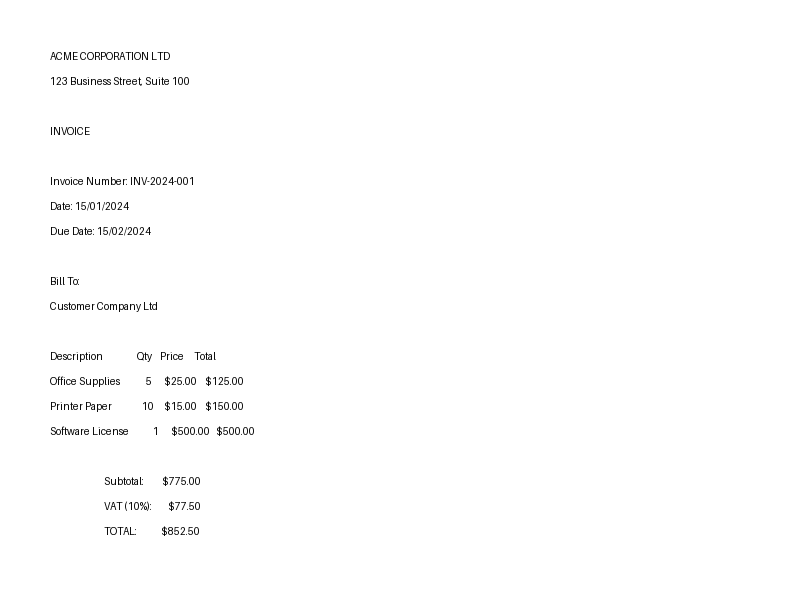 ACME CORPORATION LTD
123 Business Street, Suite 100
INVOICE
Invoice Number: INV-2024-001
Date: 15/01/2024
Due Date: 15/02/2024
Bill To:
Customer Company Ltd
Description Qty Price Total
Office Supplies 5 $25.00 $125.00
Printer Paper 10 $15.00 $150.00
Software License 1 $500.00 $500.00
Subtotal: $775.00
VAT (10%): $77.50
TOTAL: $852.50